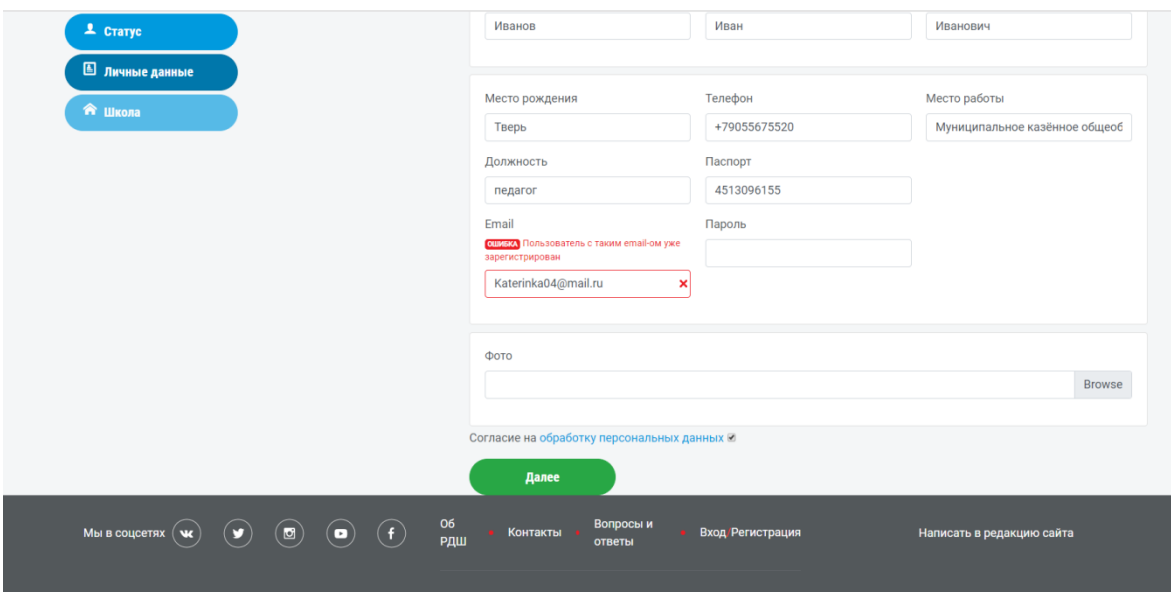 Статус
Личные данные
Школа
Иванов Иван Иванович
Место рождения Телефон Место работы
Тверь +79055675520 Муниципальное казённое общеоб
Должность Паспорт
педагог 4513096155
Email Пароль
ОШИБКА Пользователь с таким email-ом уже
зарегистрирован
Katerinka04@mail.ru
Фото
Browse
Согласие на обработку персональных данных
Далее
Мы в соцсетях
Об
РДШ
Контакты
Вопросы и
ответы
Вход/Регистрация
Написать в редакцию сайта